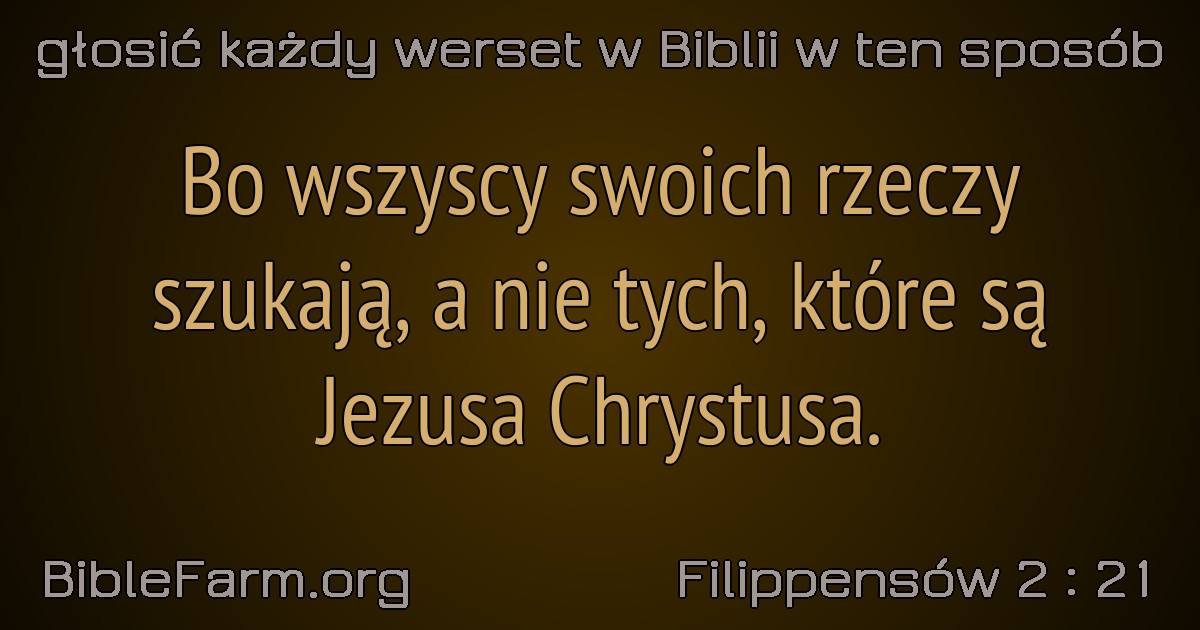 głosić każdy werset w Biblii w ten sposób
Bo wszyscy swoich rzeczy
szukają, a nie tych, które są
Jezusa Chrystusa.
BibleFarm.org
Filippensów 2 : 21